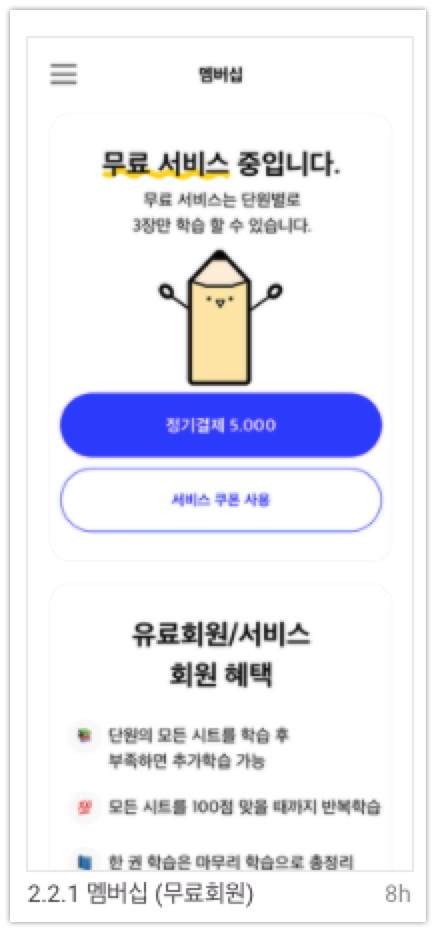 멤버십
무료 서비스 중입니다.
무료 서비스는 단원별로
3장만 학습 할 수 있습니다.
정기결제 5.000
서비스 쿠폰 사용
유료회원/서비스
회원 혜택
단원의 모든 시트를 학습 후
부족하면 추가학습 가능
💯 모든 시트를 100점 맞을 때까지 반복학습
한 권 학습은 마무리 학습으로 총정리
2.2.1 멤버십 (무료회원) 8h